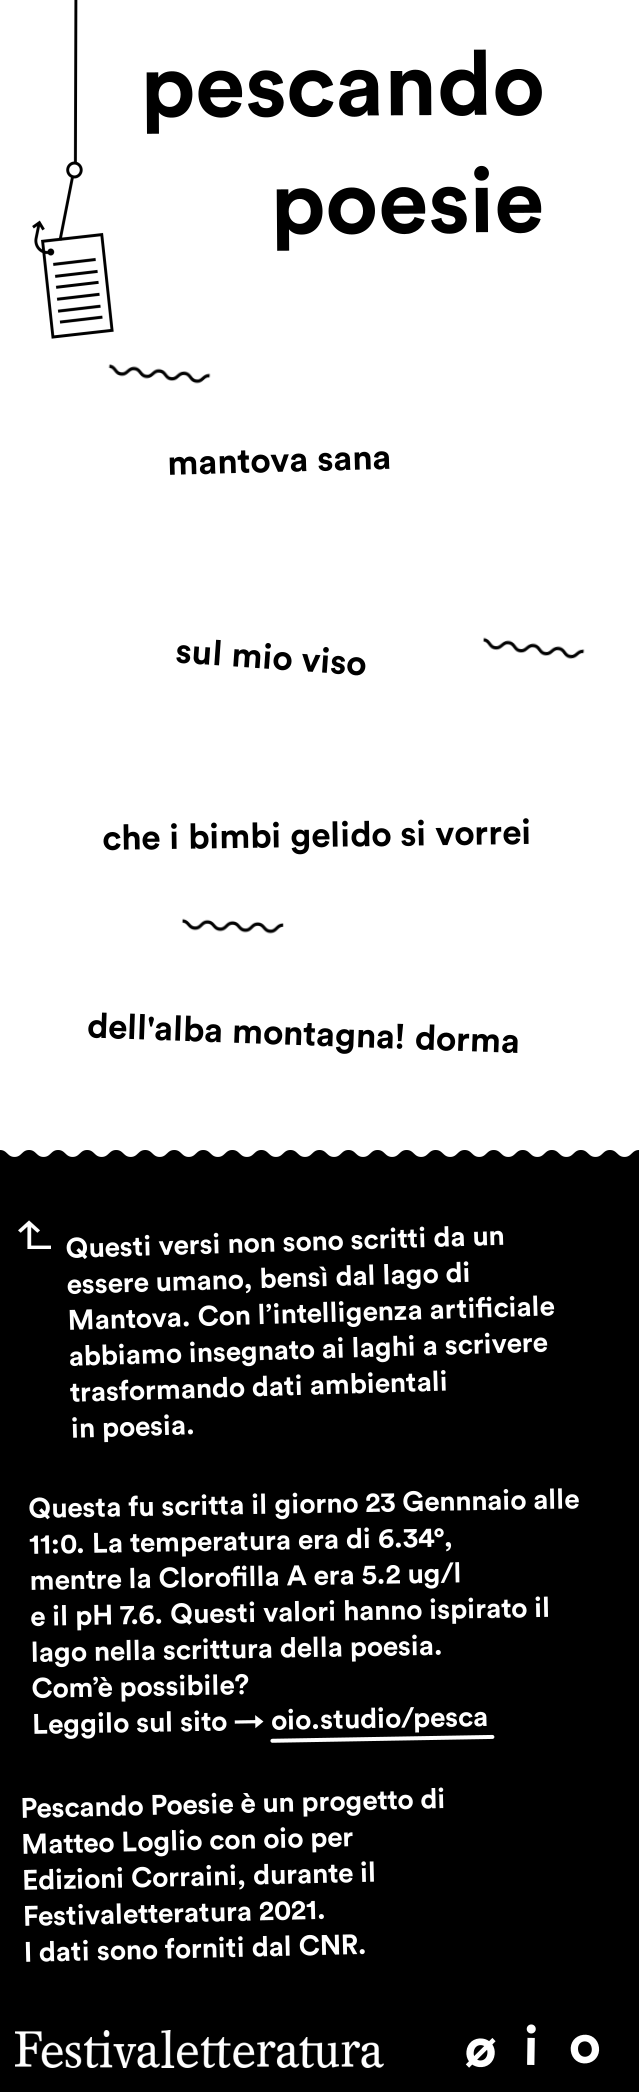 pescando
poesie
mantova sana
sul mio viso
che i bimbi gelido si vorrei
dell'alba montagna! dorma
Questi versi non sono scritti da un
essere umano, bensì dal lago di
Mantova. Con l’intelligenza artificiale
abbiamo insegnato ai laghi a scrivere
trasformando dati ambientali
in poesia.
Questa fu scritta il giorno 23 Gennnaio alle
11:0. La temperatura era di 6.34°,
mentre la Clorofilla A era 5.2 ug/l
e il pH 7.6. Questi valori hanno ispirato il
lago nella scrittura della poesia.
Com’è possibile?
Leggilo sul sito → oio.studio/pesca
Pescando Poesie è un progetto di
Matteo Loglio con oio per
Edizioni Corraini, durante il
Festivaletteratura 2021.
I dati sono forniti dal CNR.
Festivaletteratura ø i o